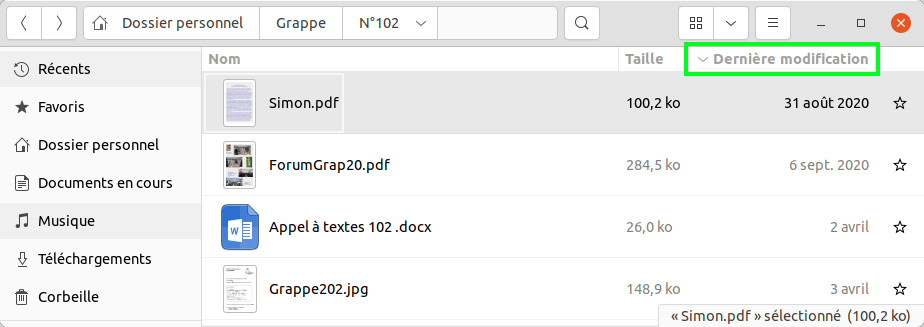 Dossier personnel Grappe N°102
Nom Taille Dernière modification
Récents
Favoris
Dossier personnel
Documents en cours
Musique
Téléchargements
Corbeille
Simon.pdf 100,2 ko 31 août 2020
ForumGrap20.pdf 284,5 ko 6 sept. 2020
W
Appel à textes 102 .docx 26,0 ko 2 avril
Grappe202.jpg 148,9 ko 3 avril
« Simon.pdf » sélectionné (100,2 ko)